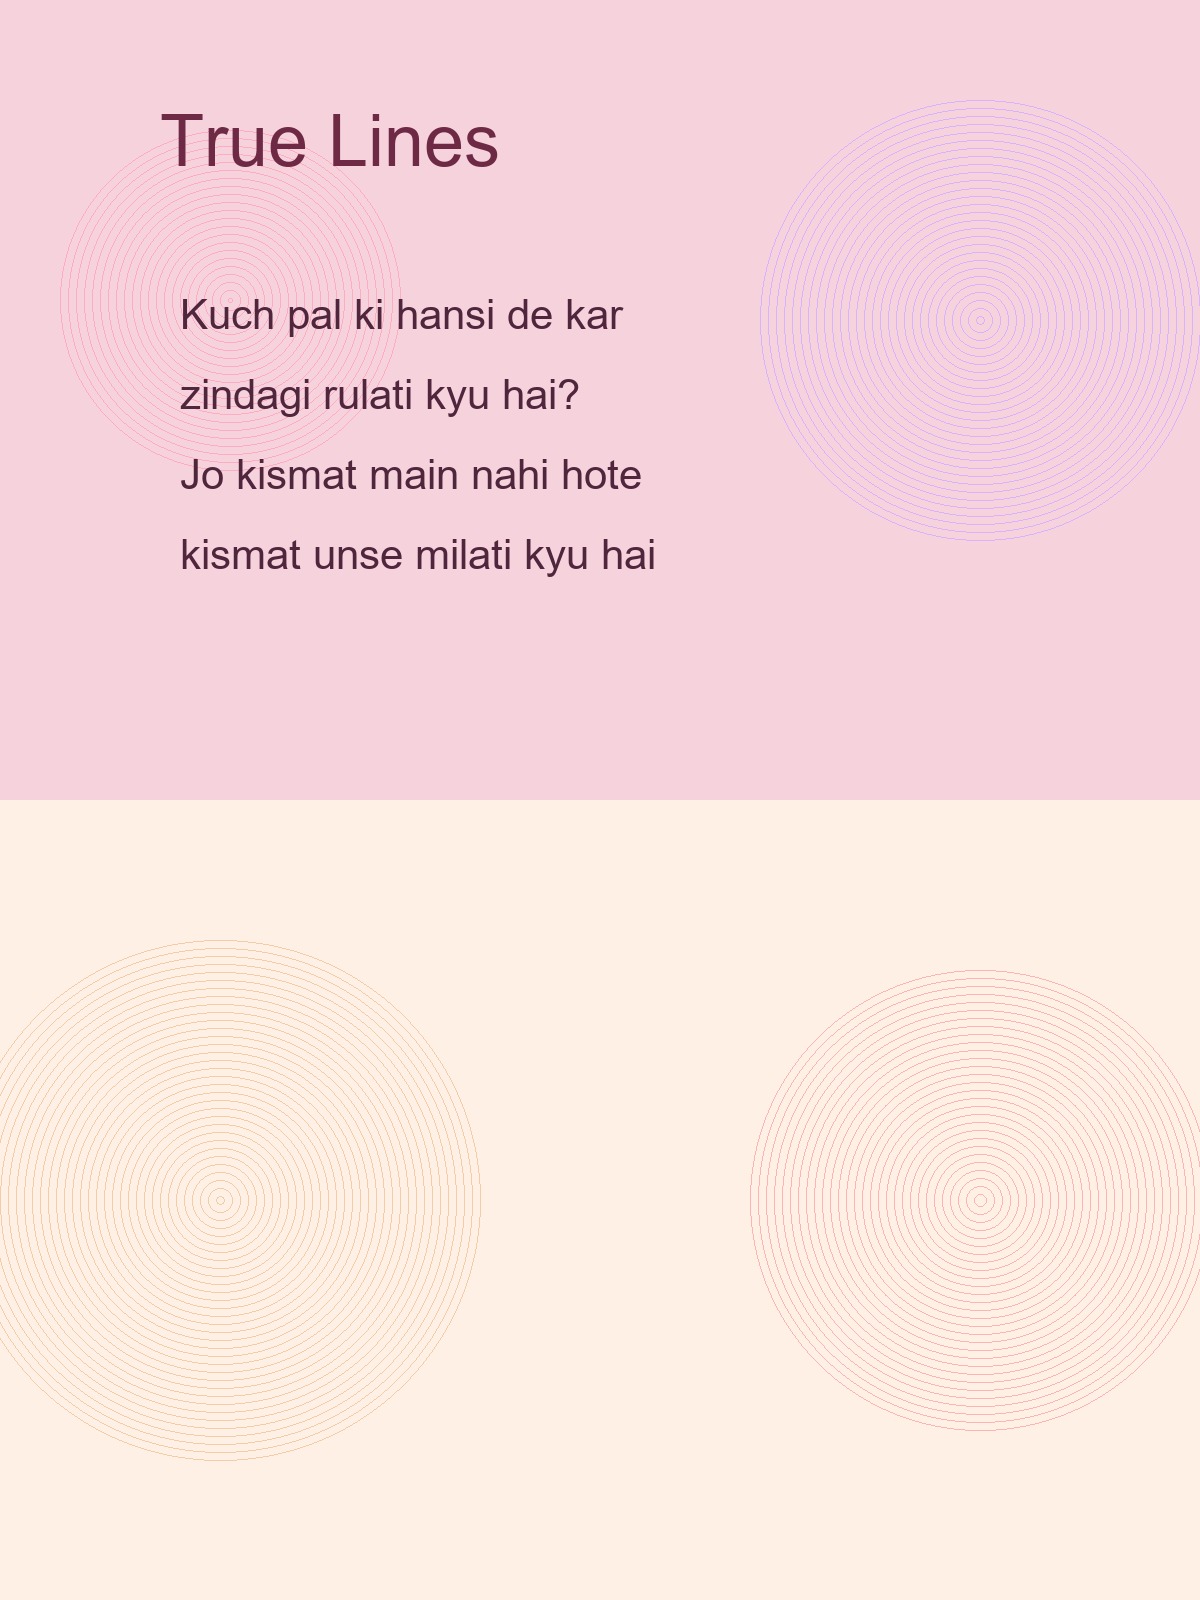 True Lines
Kuch pal ki hansi de kar
zindagi rulati kyu hai?
Jo kismat main nahi hote
kismat unse milati kyu hai